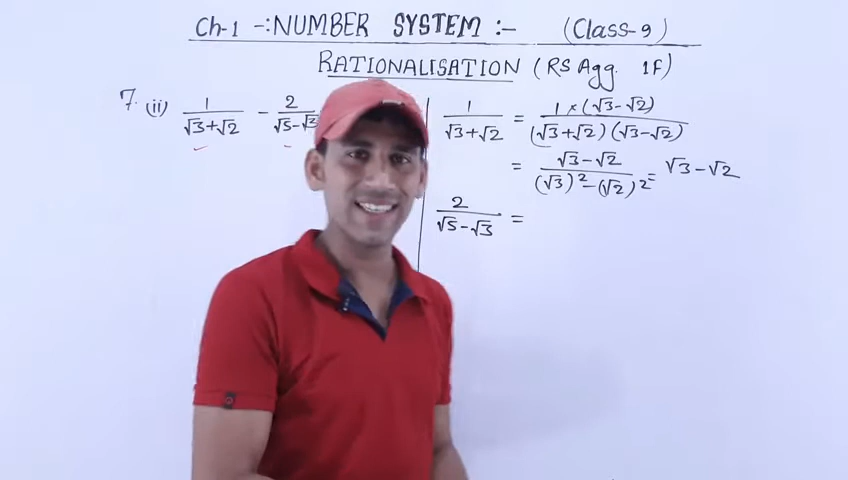 Ch-1 -:NUMBER SYSTEM :- (Class-9)
RATIONALISATION (RS Agg. 1F)
7. (ii) 1/(√3+√2) - 2/(√5-√
1/(√3+√2) = 1×(√3-√2)/(√3+√2)(√3-√2)
= (√3-√2)/((√3)²-(√2)²) = √3-√2
2/(√5-√3) =